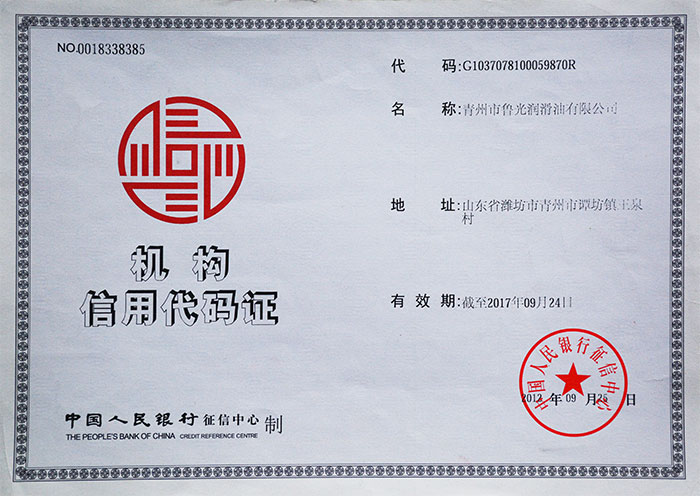 NO.0018338385
代 码:G1037078100059870R
名 称:青州市鲁光润滑油有限公司
地 址:山东省潍坊市青州市谭坊镇王泉
村
机 构
信用代码证
有 效 期:截至2017年09月24日
中国人民银行征信中心
2012 年 09 月 25 日
中国人民银行征信中心 制
THE PEOPLE'S BANK OF CHINA CREDIT REFERENCE CENTRE